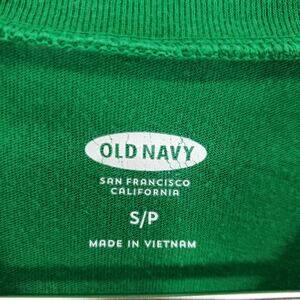 OLD NAVY
SAN FRANCISCO
CALIFORNIA
S/P
MADE IN VIETNAM